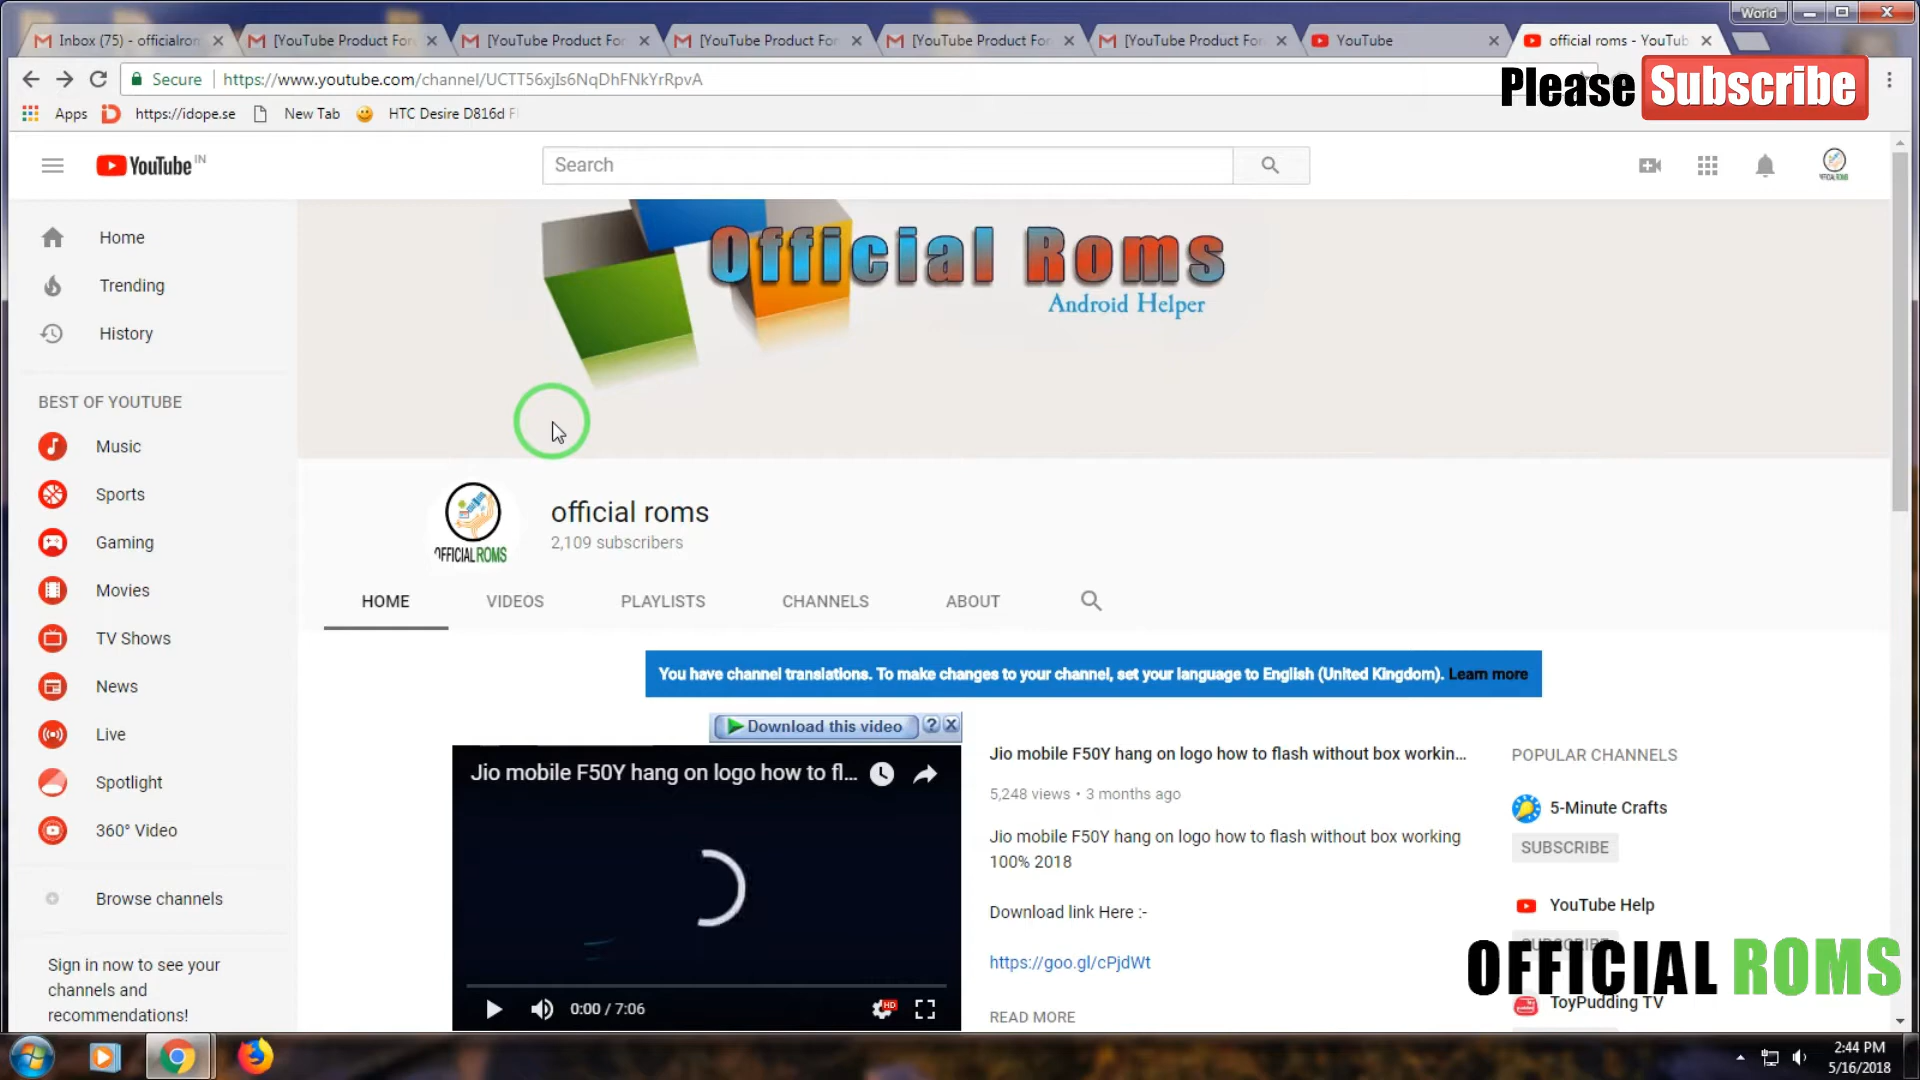 World
Inbox (75) - officialrom
[YouTube Product For
[YouTube Product For
[YouTube Product For
[YouTube Product For
[YouTube Product For
YouTube
official roms - YouTub
Secure
https://www.youtube.com/channel/UCTT56xjIs6NqDhFNkYrRpvA
Please Subscribe
Apps
https://idope.se
New Tab
HTC Desire D816d F
YouTube IN
Search
OFFICIAL ROMS
Home
Trending
History
Official Roms
Android Helper
BEST OF YOUTUBE
Music
Sports
Gaming
Movies
TV Shows
News
Live
Spotlight
360° Video
Browse channels
Sign in now to see your
channels and
recommendations!
OFFICIAL ROMS
official roms
2,109 subscribers
HOME
VIDEOS
PLAYLISTS
CHANNELS
ABOUT
You have channel translations. To make changes to your channel, set your language to English (United Kingdom). Learn more
Download this video ? X
Jio mobile F50Y hang on logo how to fl...
0:00 / 7:06
HD
Jio mobile F50Y hang on logo how to flash without box workin...
5,248 views • 3 months ago
Jio mobile F50Y hang on logo how to flash without box working
100% 2018
Download link Here :-
https://goo.gl/cPjdWt
READ MORE
POPULAR CHANNELS
5-Minute Crafts
SUBSCRIBE
YouTube Help
SUBSCRIBE
OFFICIAL ROMS
ToyPudding TV
2:44 PM
5/16/2018